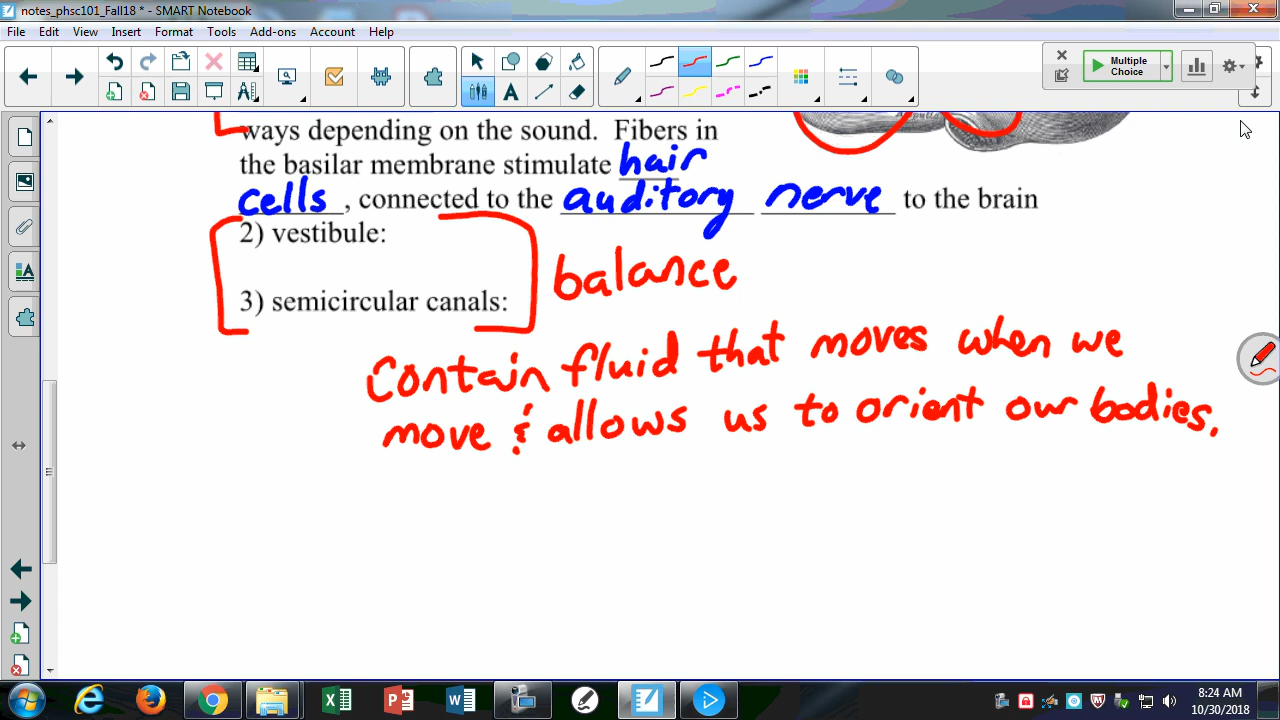 notes_phsc101_Fall18 * - SMART Notebook
File Edit View Insert Format Tools Add-ons Account Help
Multiple
Choice
ways depending on the sound. Fibers in
the basilar membrane stimulate hair
cells, connected to the auditory nerve to the brain
2) vestibule:
balance
3) semicircular canals:
Contain fluid that moves when we
move & allows us to orient our bodies.
8:24 AM
10/30/2018